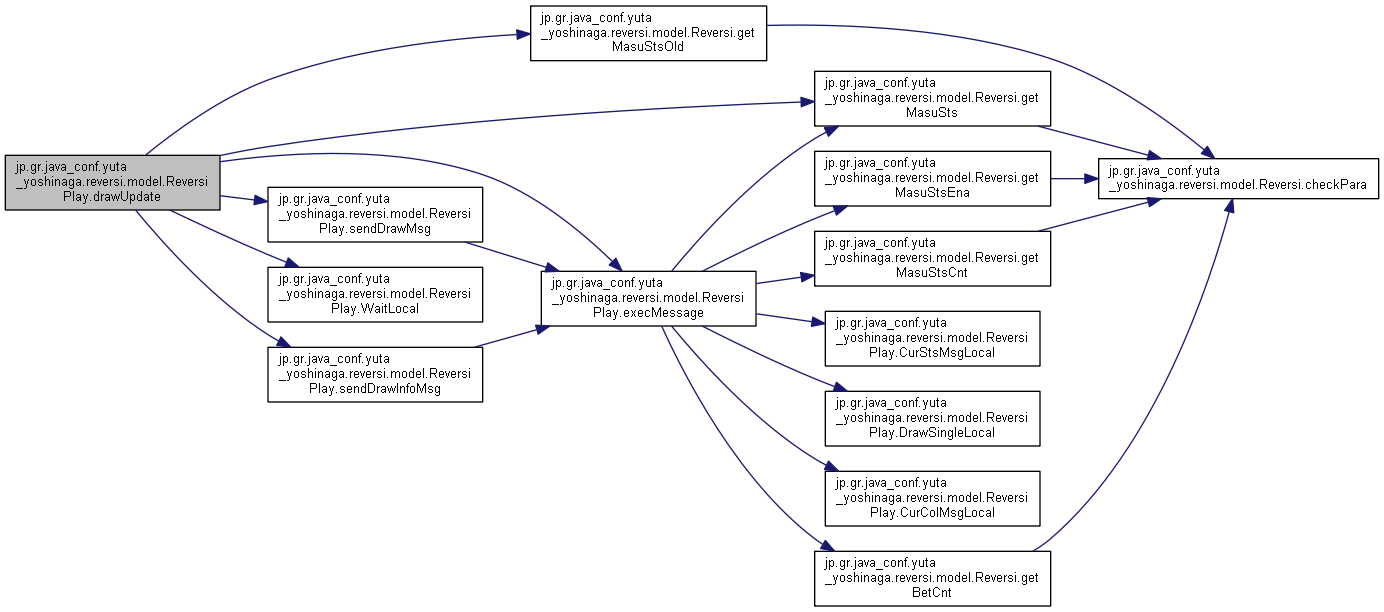 jp.gr.java_conf.yuta
_yoshinaga.reversi.model.Reversi
Play.drawUpdate
jp.gr.java_conf.yuta
_yoshinaga.reversi.model.Reversi.get
MasuStsOld
jp.gr.java_conf.yuta
_yoshinaga.reversi.model.Reversi.get
MasuSts
jp.gr.java_conf.yuta
_yoshinaga.reversi.model.Reversi.get
MasuStsEna
jp.gr.java_conf.yuta
_yoshinaga.reversi.model.Reversi.checkPara
jp.gr.java_conf.yuta
_yoshinaga.reversi.model.Reversi
Play.sendDrawMsg
jp.gr.java_conf.yuta
_yoshinaga.reversi.model.Reversi.get
MasuStsCnt
jp.gr.java_conf.yuta
_yoshinaga.reversi.model.Reversi
Play.WaitLocal
jp.gr.java_conf.yuta
_yoshinaga.reversi.model.Reversi
Play.execMessage
jp.gr.java_conf.yuta
_yoshinaga.reversi.model.Reversi
Play.CurStsMsgLocal
jp.gr.java_conf.yuta
_yoshinaga.reversi.model.Reversi
Play.sendDrawInfoMsg
jp.gr.java_conf.yuta
_yoshinaga.reversi.model.Reversi
Play.DrawSingleLocal
jp.gr.java_conf.yuta
_yoshinaga.reversi.model.Reversi
Play.CurColMsgLocal
jp.gr.java_conf.yuta
_yoshinaga.reversi.model.Reversi.get
BetCnt